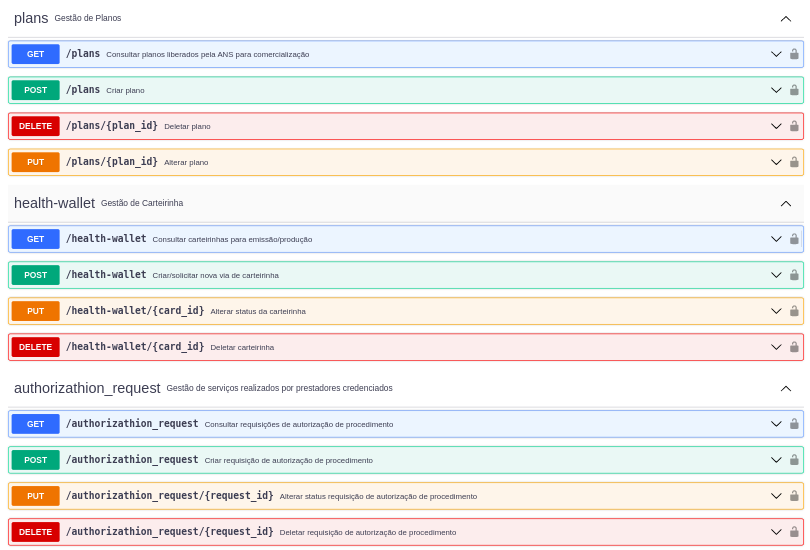 plans Gestão de Planos
GET /plans Consultar planos liberados pela ANS para comercialização
POST /plans Criar plano
DELETE /plans/{plan_id} Deletar plano
PUT /plans/{plan_id} Alterar plano
health-wallet Gestão de Carteirinha
GET /health-wallet Consultar carteirinhas para emissão/produção
POST /health-wallet Criar/solicitar nova via de carteirinha
PUT /health-wallet/{card_id} Alterar status da carteirinha
DELETE /health-wallet/{card_id} Deletar carteirinha
authorizathion_request Gestão de serviços realizados por prestadores credenciados
GET /authorizathion_request Consultar requisições de autorização de procedimento
POST /authorizathion_request Criar requisição de autorização de procedimento
PUT /authorizathion_request/{request_id} Alterar status requisição de autorização de procedimento
DELETE /authorizathion_request/{request_id} Deletar requisição de autorização de procedimento